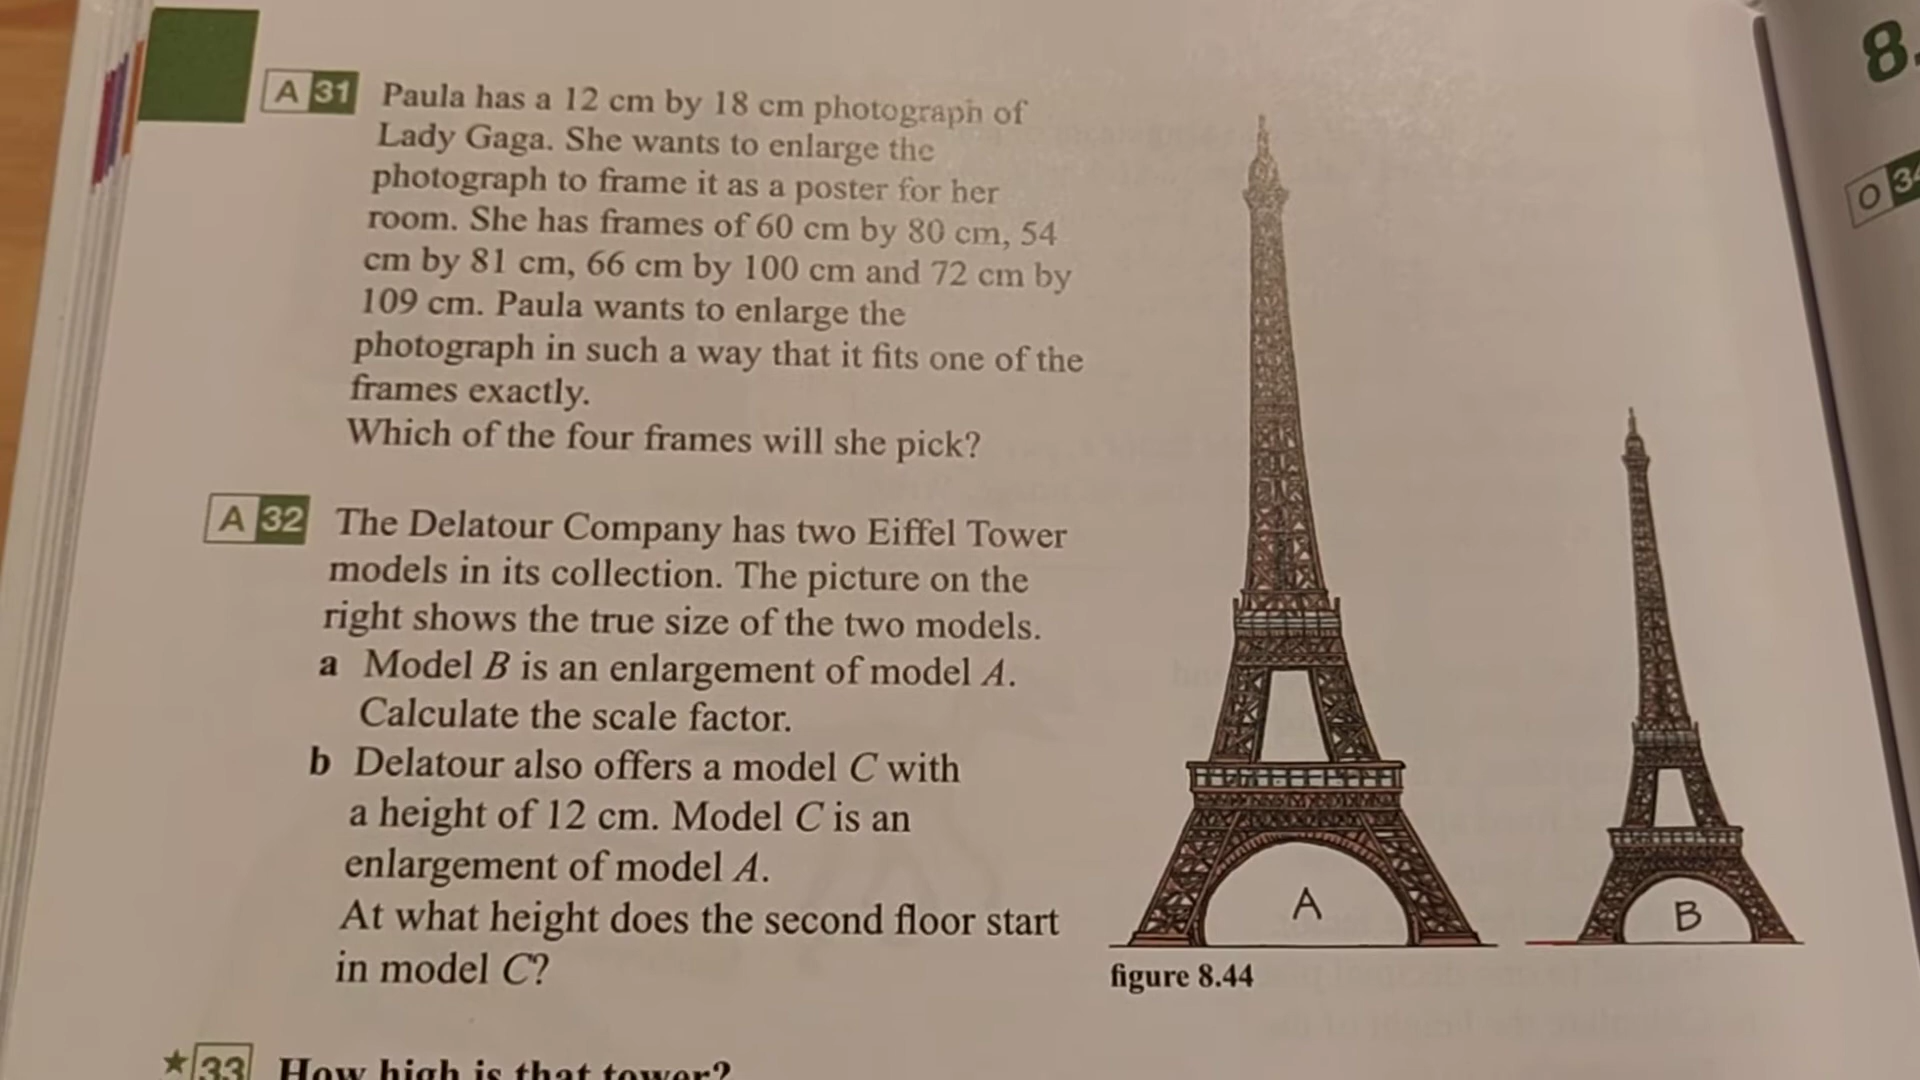 A 31 Paula has a 12 cm by 18 cm photograph of
Lady Gaga. She wants to enlarge the
photograph to frame it as a poster for her
room. She has frames of 60 cm by 80 cm, 54
cm by 81 cm, 66 cm by 100 cm and 72 cm by
109 cm. Paula wants to enlarge the
photograph in such a way that it fits one of the
frames exactly.
Which of the four frames will she pick?
A 32 The Delatour Company has two Eiffel Tower
models in its collection. The picture on the
right shows the true size of the two models.
a Model B is an enlargement of model A.
Calculate the scale factor.
b Delatour also offers a model C with
a height of 12 cm. Model C is an
enlargement of model A.
At what height does the second floor start
in model C?
★ 33 How high is that tower?
A
B
figure 8.44
8.
O 34